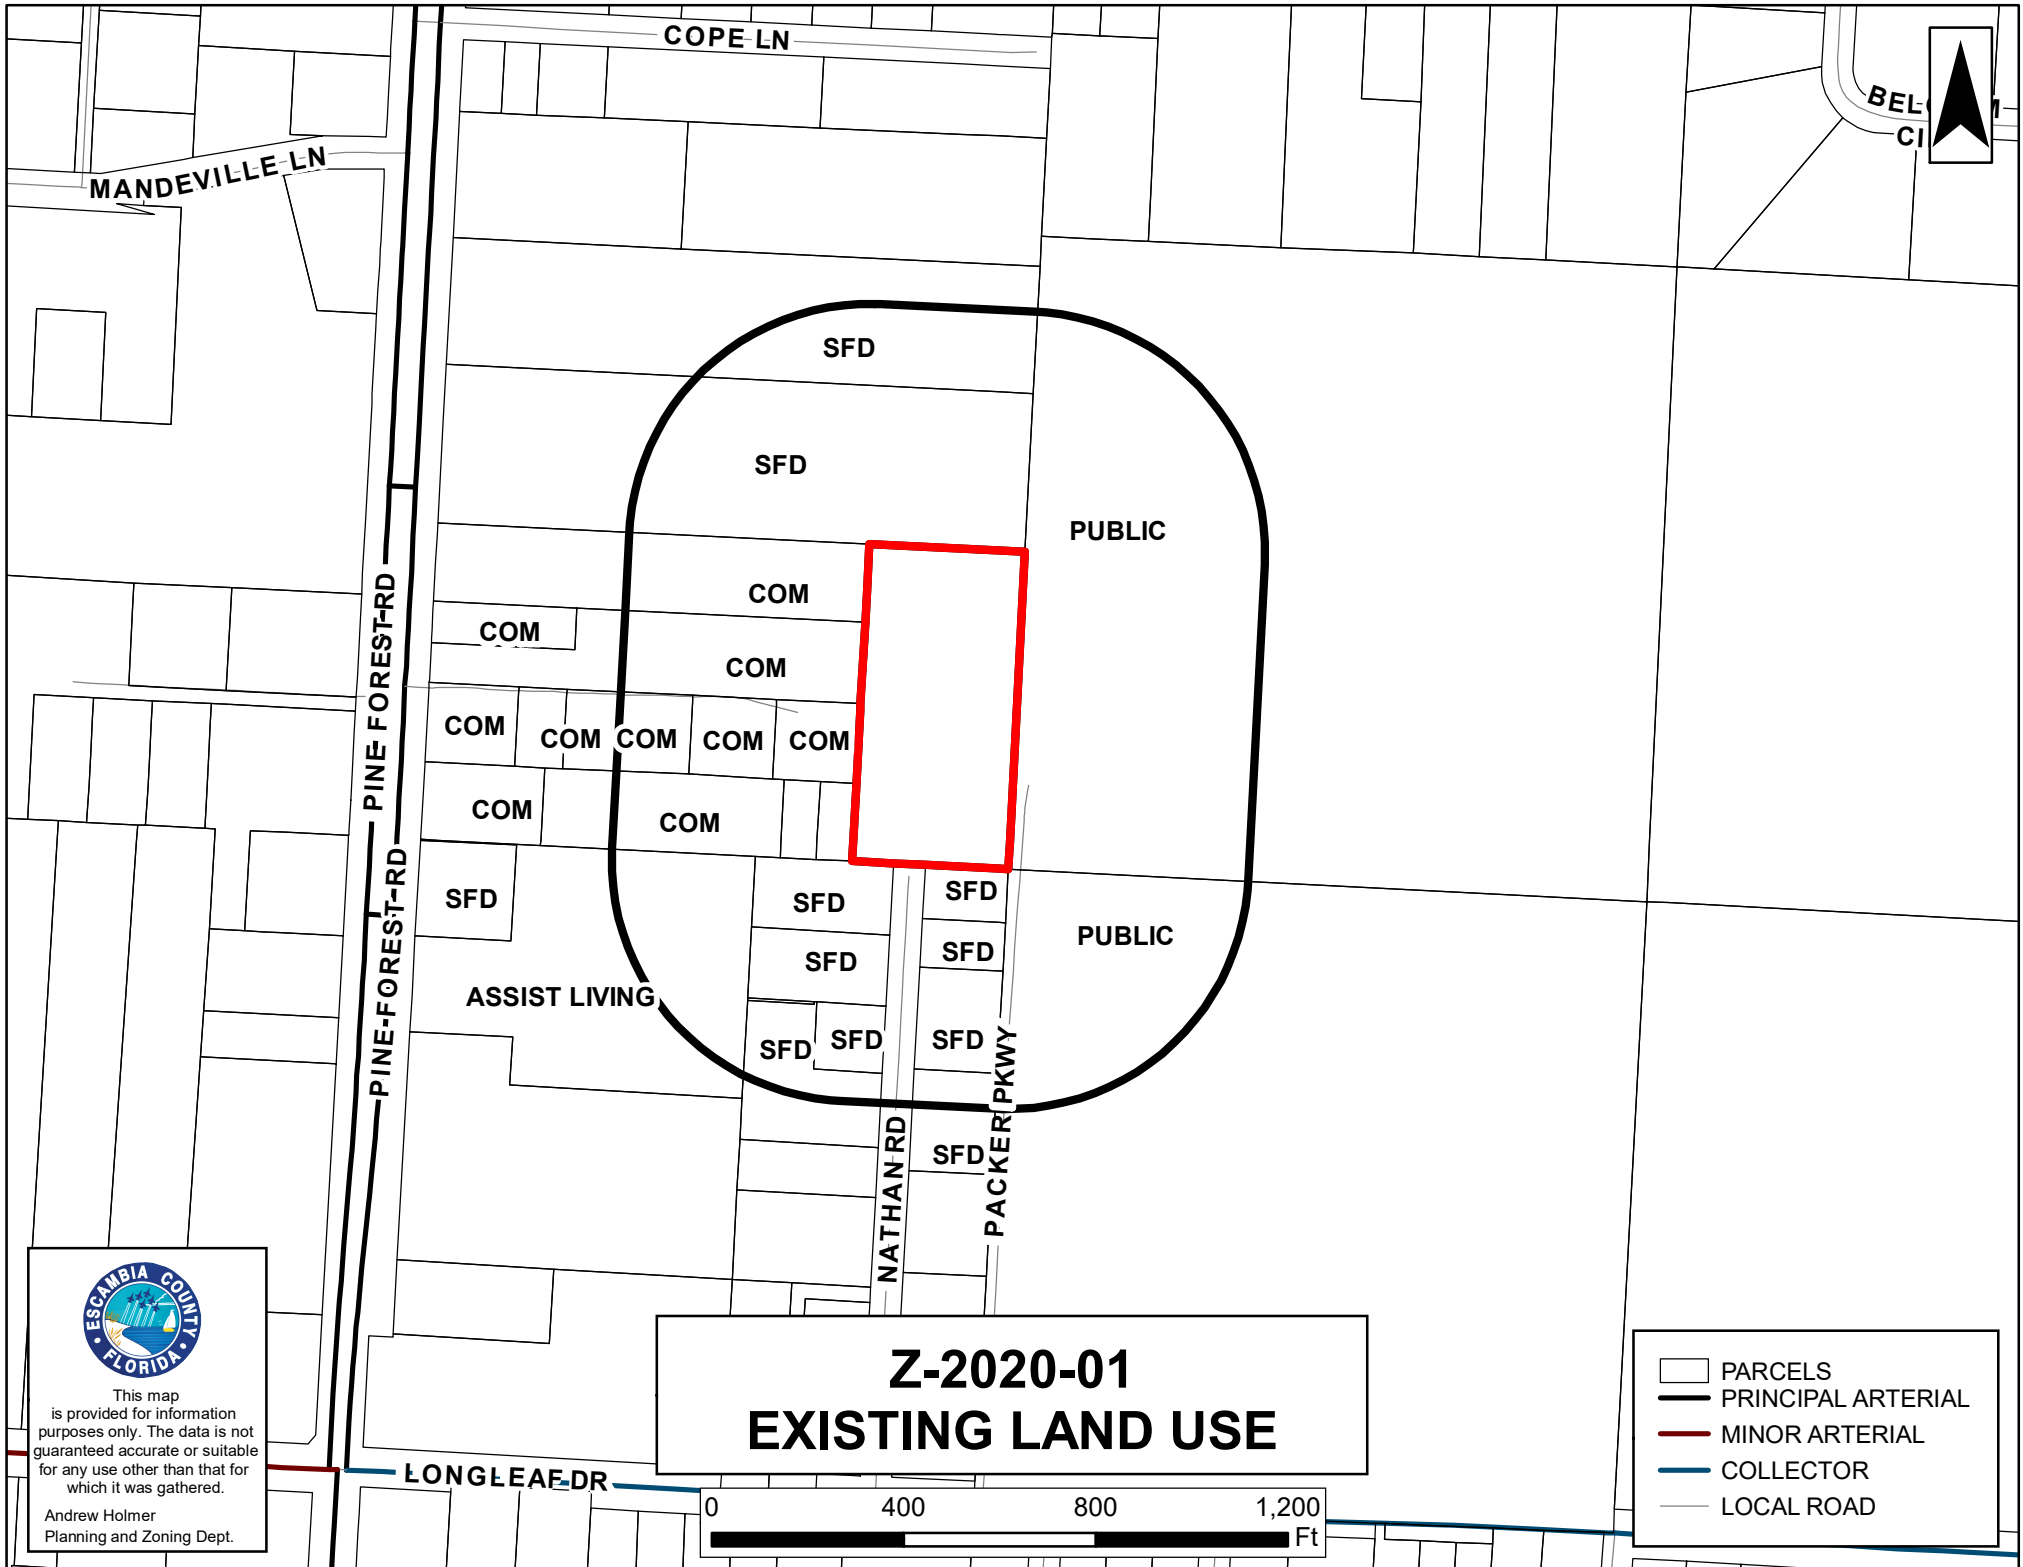 COPE LN
MANDEVILLE LN
CI
SFD
SFD
PUBLIC
COM
COM
COM
COM
COM
COM
COM
COM
COM
COM
PINE FOREST RD
PINE FOREST RD
SFD
SFD
SFD
SFD
SFD
PUBLIC
ASSIST LIVING
SFD
SFD
SFD
SFD
NATHAN RD
PACKER PKWY
LONGLEAF DR
ESCAMBIA COUNTY
FLORIDA
This map
is provided for information
purposes only. The data is not
guaranteed accurate or suitable
for any use other than that for
which it was gathered.
Andrew Holmer
Planning and Zoning Dept.
Z-2020-01
EXISTING LAND USE
0 400 800 1,200
Ft
PARCELS
PRINCIPAL ARTERIAL
MINOR ARTERIAL
COLLECTOR
LOCAL ROAD